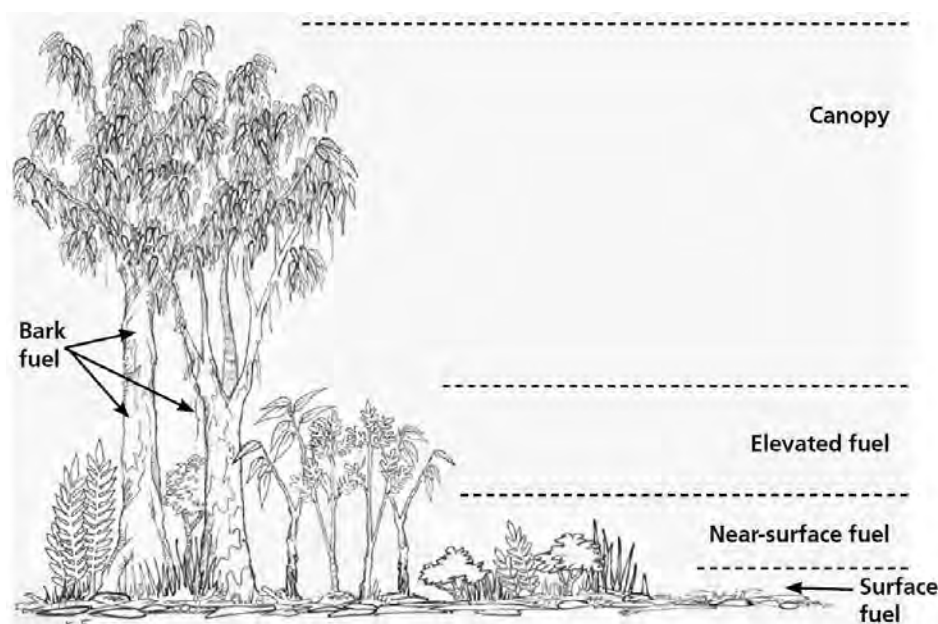 Canopy
Bark
fuel
Elevated fuel
Near-surface fuel
Surface
fuel